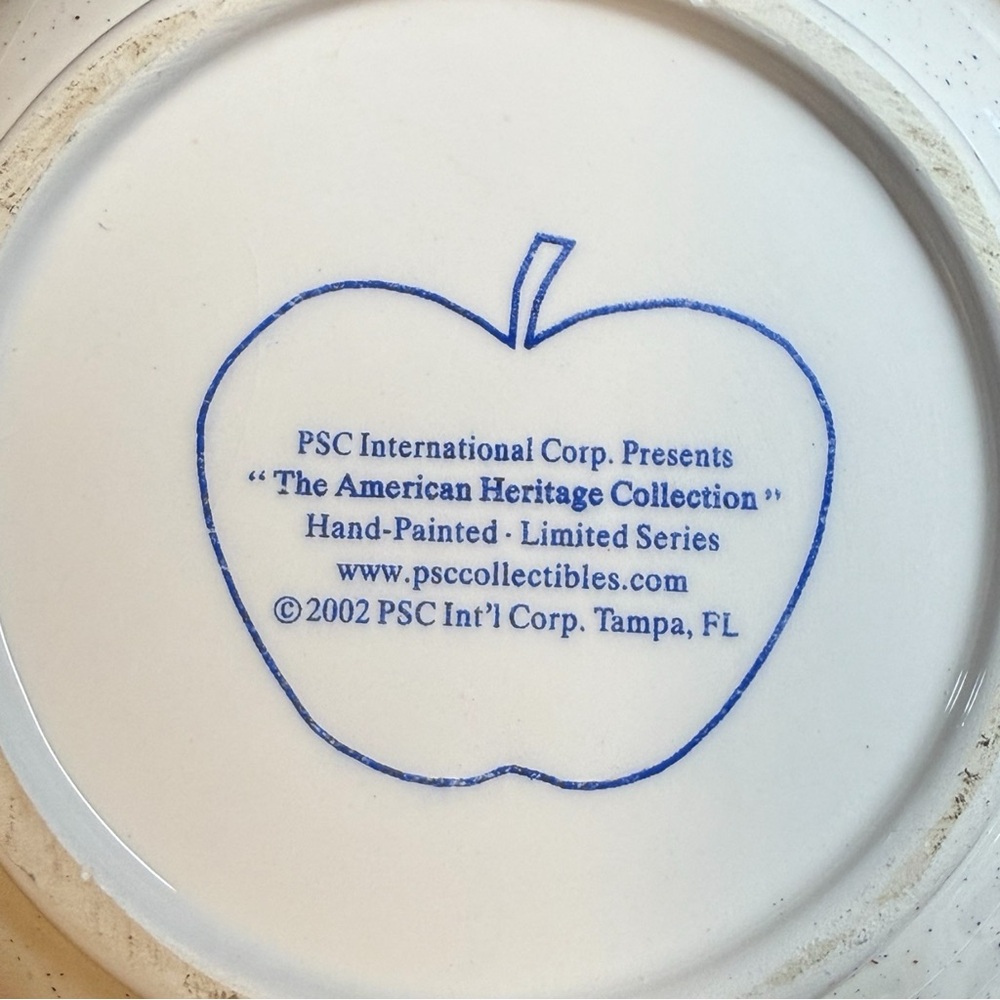 PSC International Corp. Presents
“ The American Heritage Collection ”
Hand-Painted · Limited Series
www.psccollectibles.com
©2002 PSC Int’l Corp. Tampa, FL